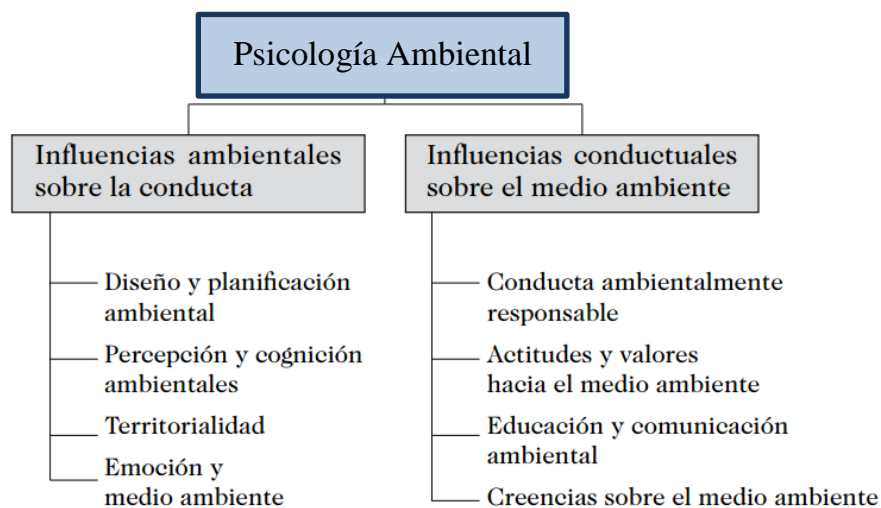 Psicología Ambiental
Influencias ambientales
sobre la conducta
Diseño y planificación
ambiental
Percepción y cognición
ambientales
Territorialidad
Emoción y
medio ambiente
Influencias conductuales
sobre el medio ambiente
Conducta ambientalmente
responsable
Actitudes y valores
hacia el medio ambiente
Educación y comunicación
ambiental
Creencias sobre el medio ambiente